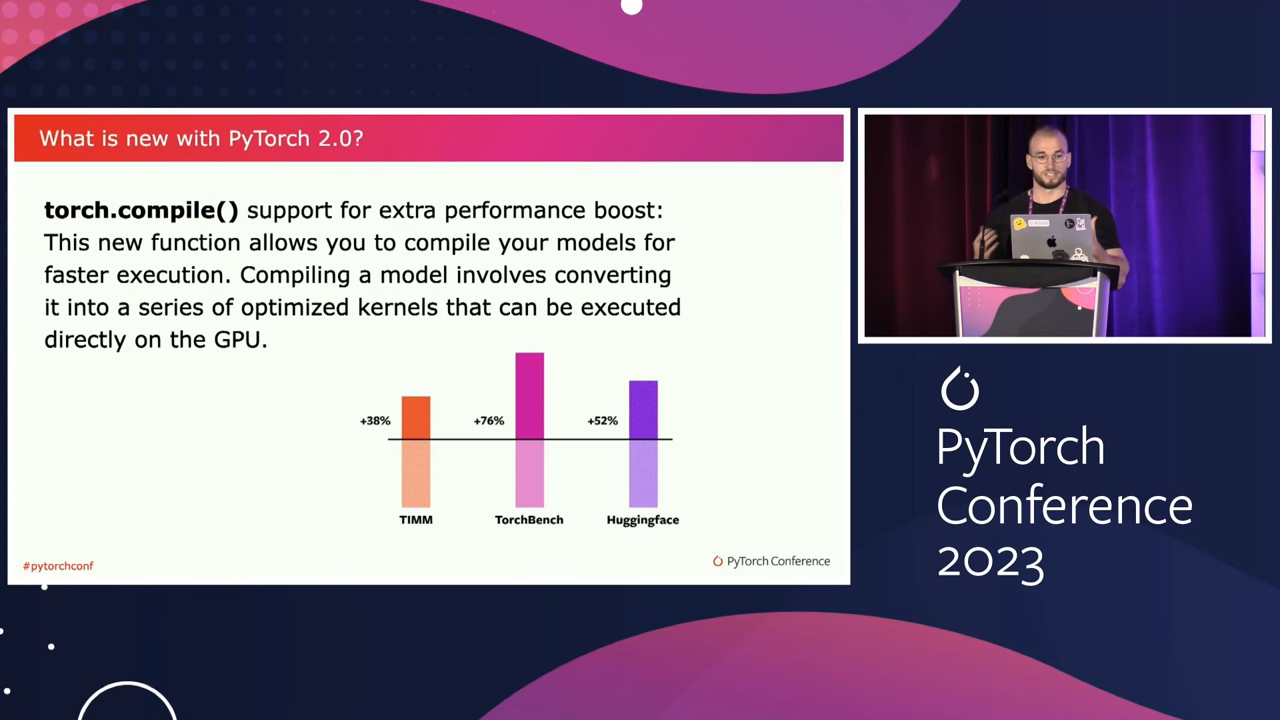 What is new with PyTorch 2.0?
torch.compile() support for extra performance boost:
This new function allows you to compile your models for
faster execution. Compiling a model involves converting
it into a series of optimized kernels that can be executed
directly on the GPU.
+38%
+76%
+52%
TIMM
TorchBench
Huggingface
#pytorchconf
PyTorch Conference
PyTorch
Conference
2023